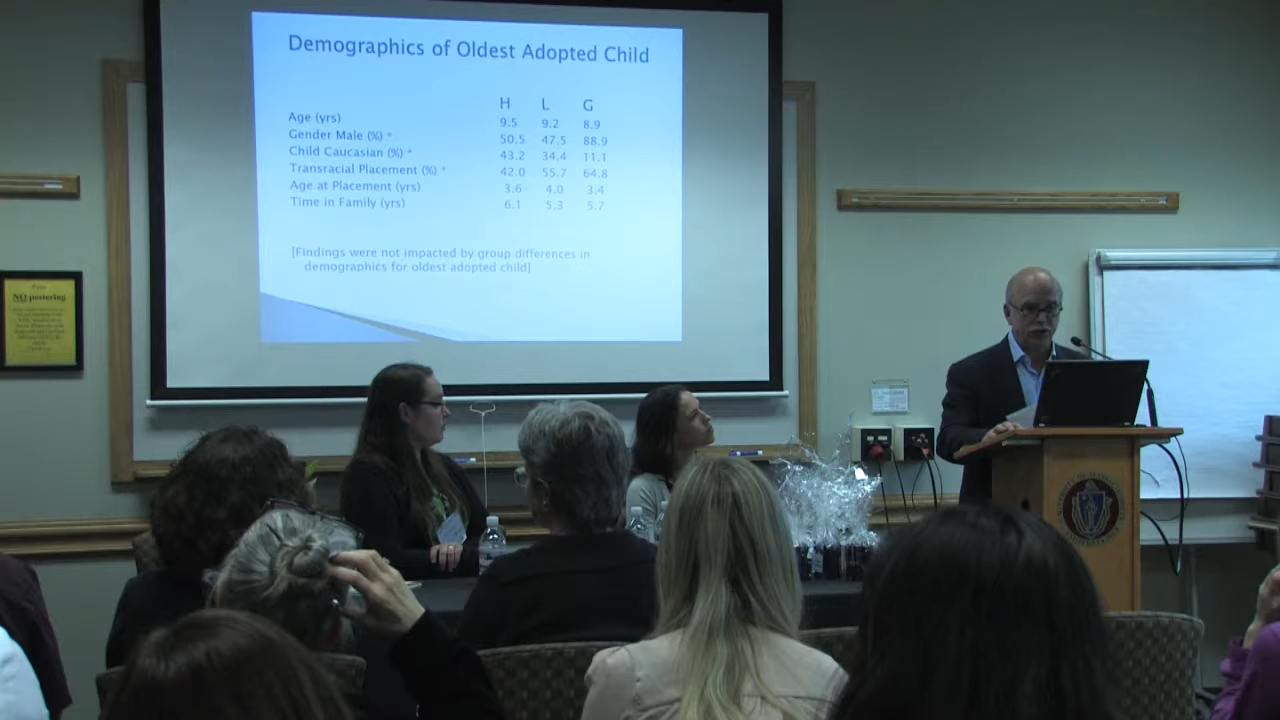 Demographics of Oldest Adopted Child
H L G
Age (yrs) 9.5 9.2 8.9
Gender Male (%) * 50.5 47.5 88.9
Child Caucasian (%) * 43.2 34.4 11.1
Transracial Placement (%) * 42.0 55.7 64.8
Age at Placement (yrs) 3.6 4.0 3.4
Time in Family (yrs) 6.1 5.3 5.7
[Findings were not impacted by group differences in
demographics for oldest adopted child]
NO postering